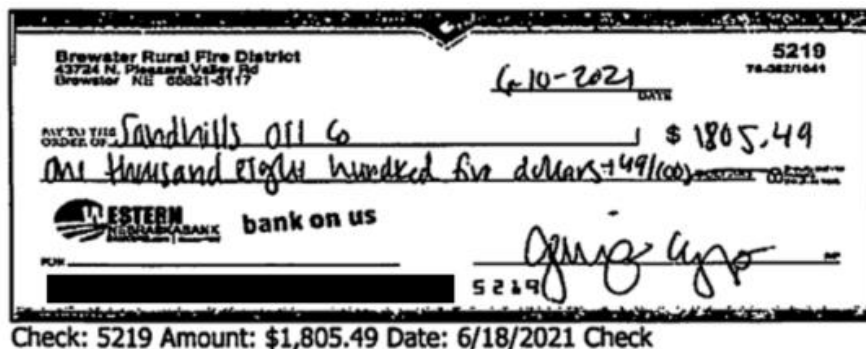 Brewster Rural Fire District
43724 N. Pleasant Valley Rd
Brewster NE 68821-5117
5219
76-382/1041
6-10-2021
DATE
PAY TO THE
ORDER OF Sandhills Oil Co $ 1805.49
One thousand eight hundred five dollars + 49/100
WESTERN
NEBRASKA BANK
bank on us
5219
Check: 5219 Amount: $1,805.49 Date: 6/18/2021 Check